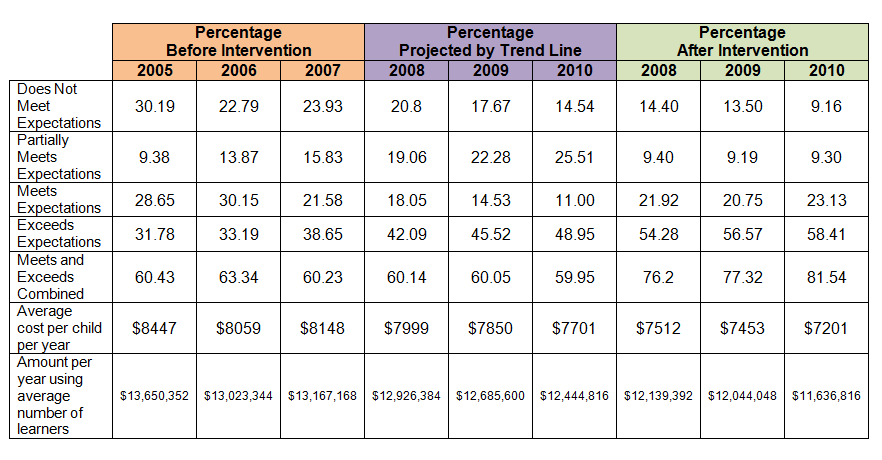 Percentage
Before Intervention
Percentage
Projected by Trend Line
Percentage
After Intervention
2005 2006 2007 2008 2009 2010 2008 2009 2010
Does Not
Meet
Expectations
30.19 22.79 23.93 20.8 17.67 14.54 14.40 13.50 9.16
Partially
Meets
Expectations
9.38 13.87 15.83 19.06 22.28 25.51 9.40 9.19 9.30
Meets
Expectations
28.65 30.15 21.58 18.05 14.53 11.00 21.92 20.75 23.13
Exceeds
Expectations
31.78 33.19 38.65 42.09 45.52 48.95 54.28 56.57 58.41
Meets and
Exceeds
Combined
60.43 63.34 60.23 60.14 60.05 59.95 76.2 77.32 81.54
Average
cost per child
per year
$8447 $8059 $8148 $7999 $7850 $7701 $7512 $7453 $7201
Amount per
year using
average
number of
learners
$13,650,352 $13,023,344 $13,167,168 $12,926,384 $12,685,600 $12,444,816 $12,139,392 $12,044,048 $11,636,816